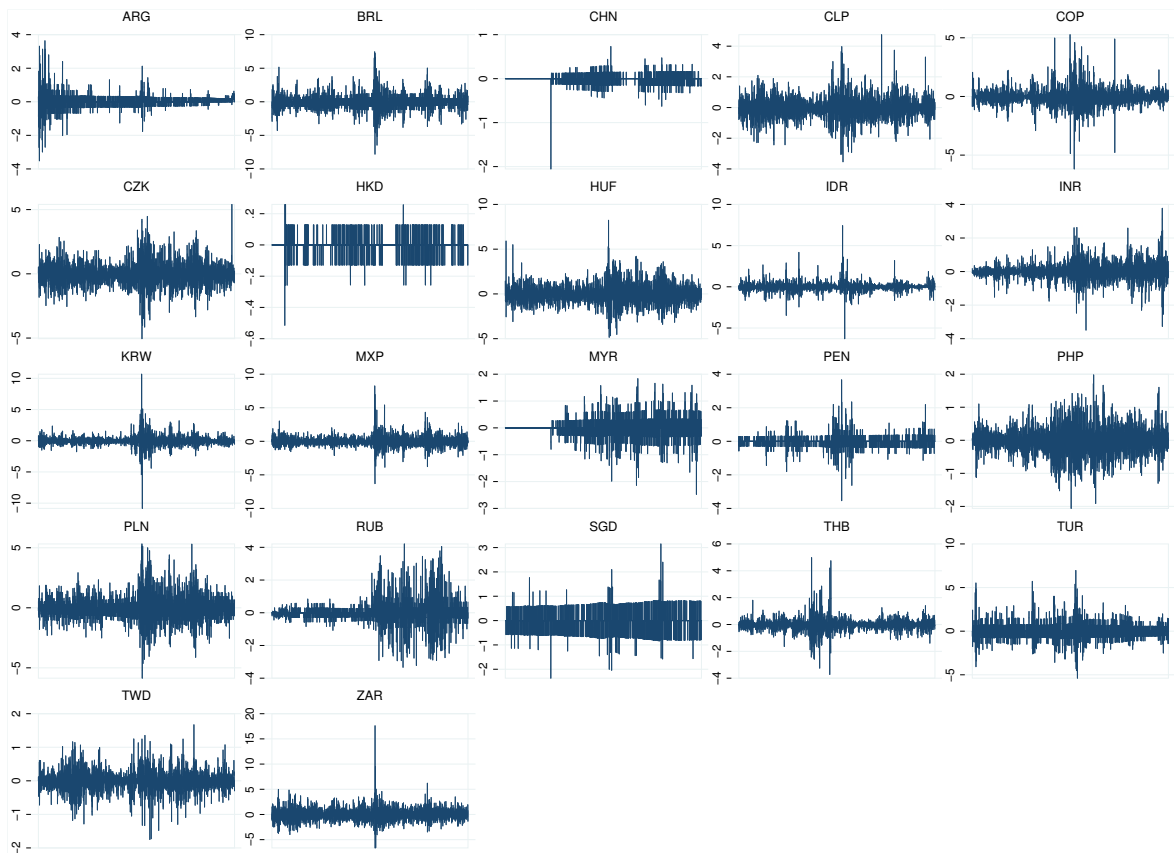 ARG BRL CHN CLP COP
−4 −2 0 2 4
−10 −5 0 5 10
−2 −1 0 1
−4 −2 0 2 4
−5 0 5
CZK HKD HUF IDR INR
−5 0 5
−.6 −.4 −.2 0 .2
−5 0 5 10
−5 0 5 10
−4 −2 0 2 4
KRW MXP MYR PEN PHP
−10 −5 0 5 10
−10 −5 0 5 10
−3 −2 −1 0 1 2
−4 −2 0 2 4
−2 −1 0 1 2
PLN RUB SGD THB TUR
−5 0 5
−4 −2 0 2 4
−2 −1 0 1 2 3
−4 −2 0 2 4 6
−5 0 5 10
TWD ZAR
−2 −1 0 1 2
−5 0 5 10 15 20